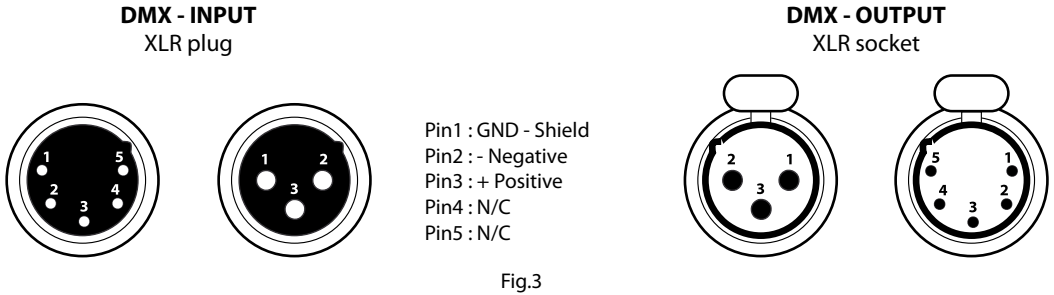 DMX - INPUT
XLR plug
DMX - OUTPUT
XLR socket
1 5
2 4
3
1 2
3
Pin1 : GND - Shield
Pin2 : - Negative
Pin3 : + Positive
Pin4 : N/C
Pin5 : N/C
2 1
3
5 1
4 2
3
Fig.3